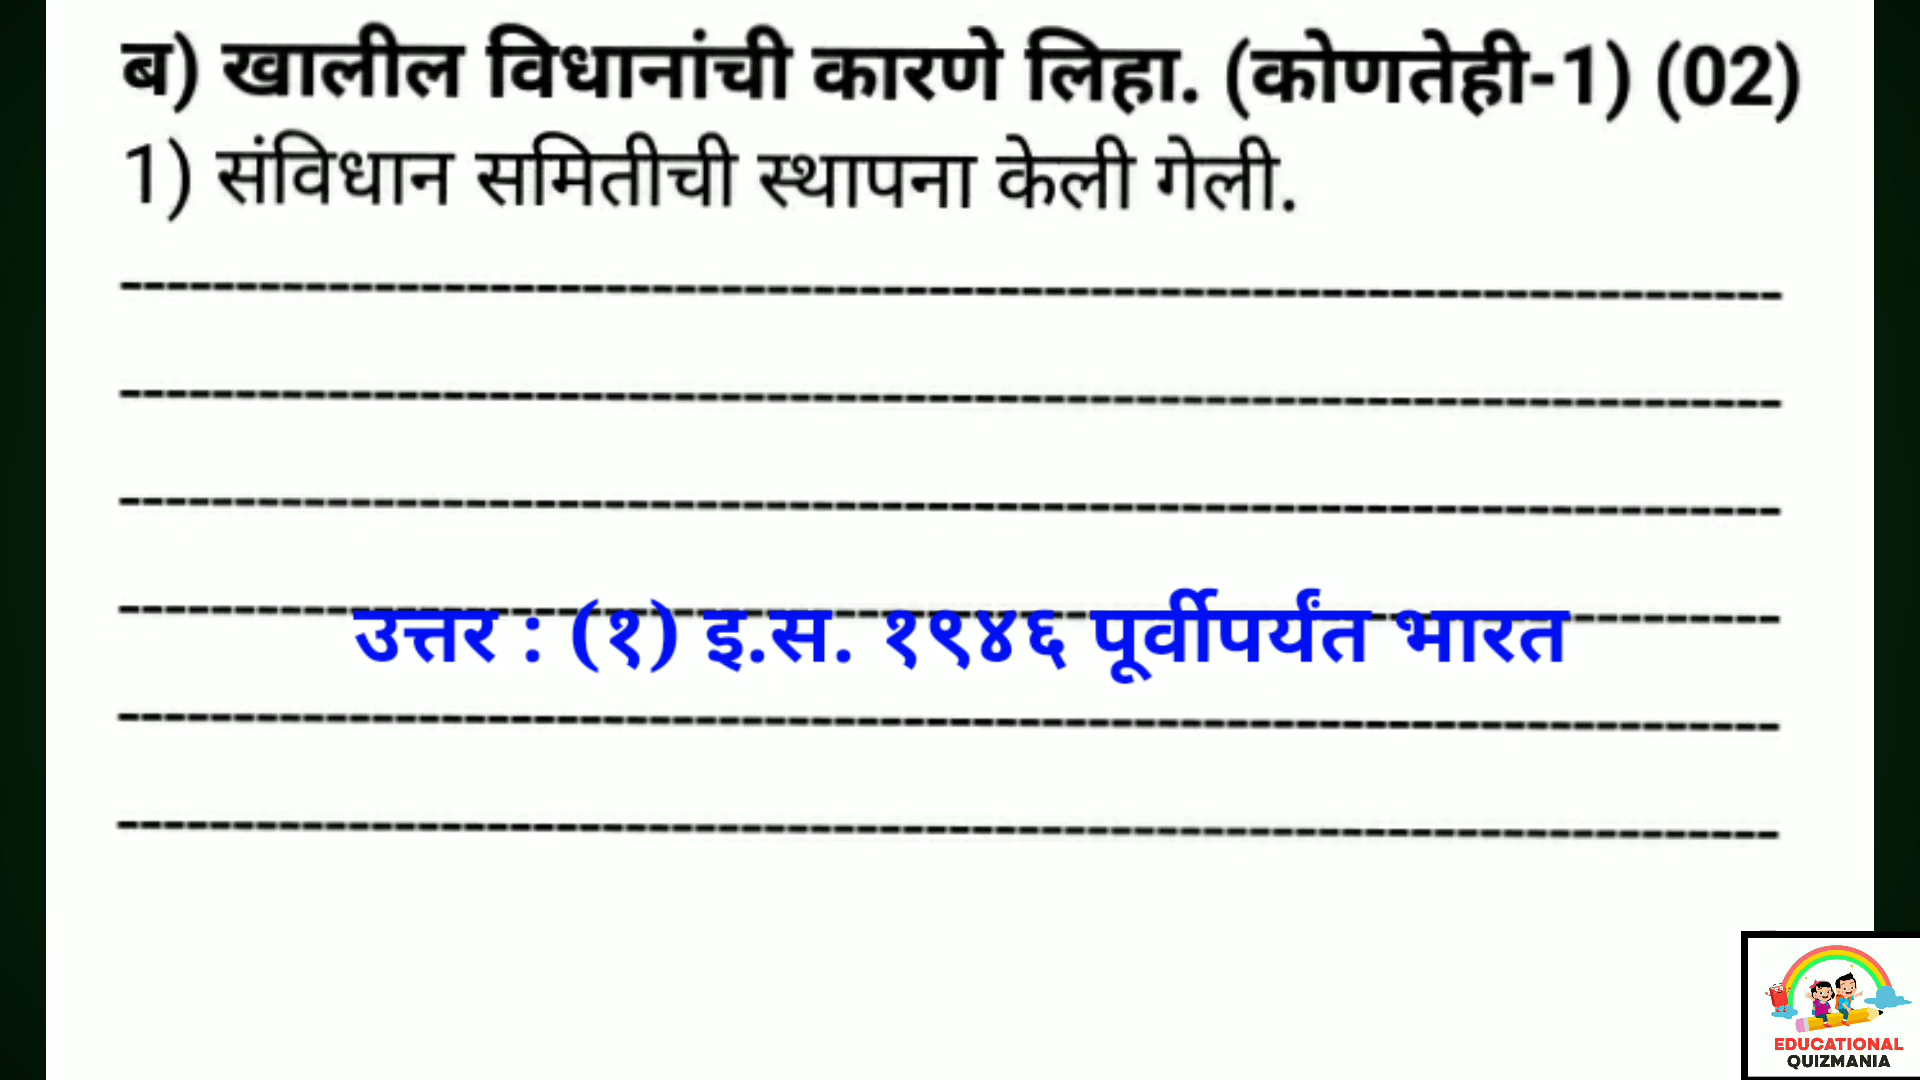 ब) खालील विधानांची कारणे लिहा. (कोणतेही-1) (02)
1) संविधान समितीची स्थापना केली गेली.
उत्तर : (१) इ.स. १९४६ पूर्वीपर्यंत भारत
EDUCATIONAL
QUIZMANIA